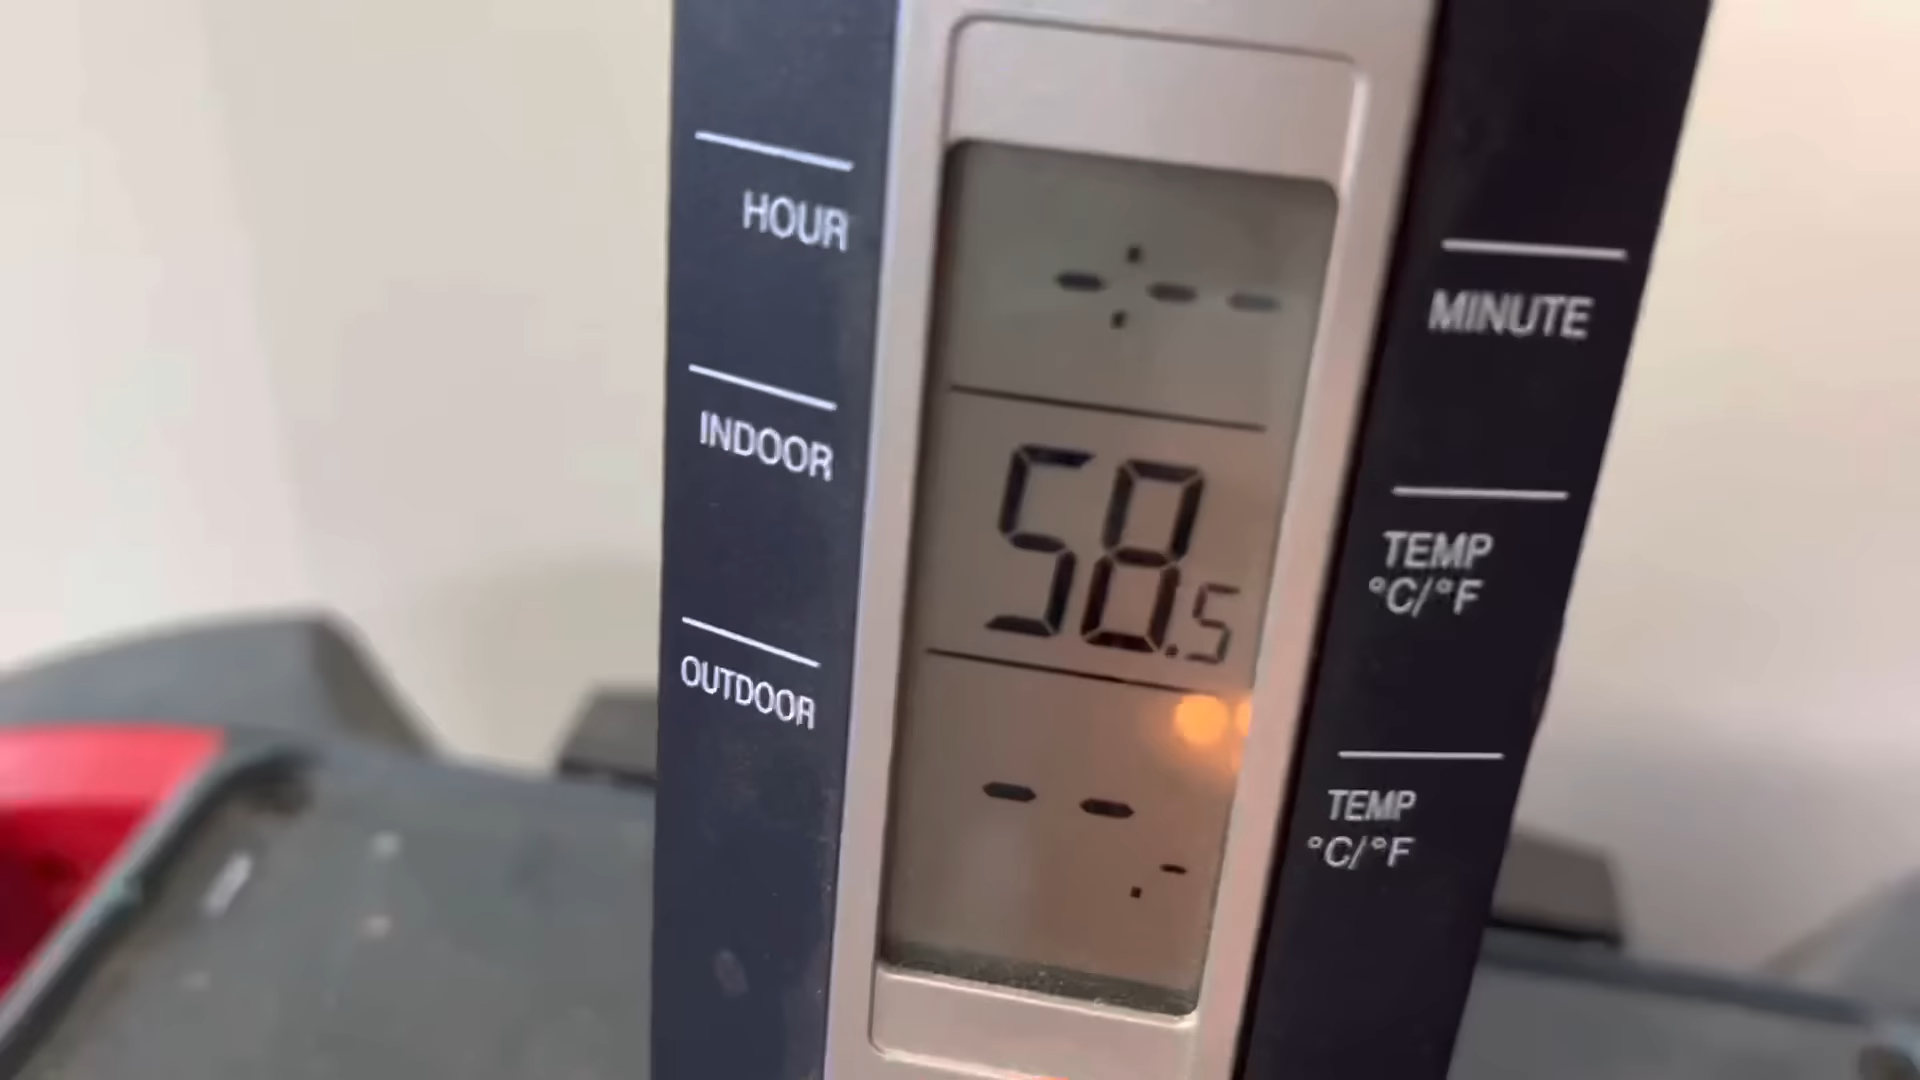 HOUR
-:--
MINUTE
INDOOR
58.5
TEMP
°C/°F
OUTDOOR
--.-
TEMP
°C/°F